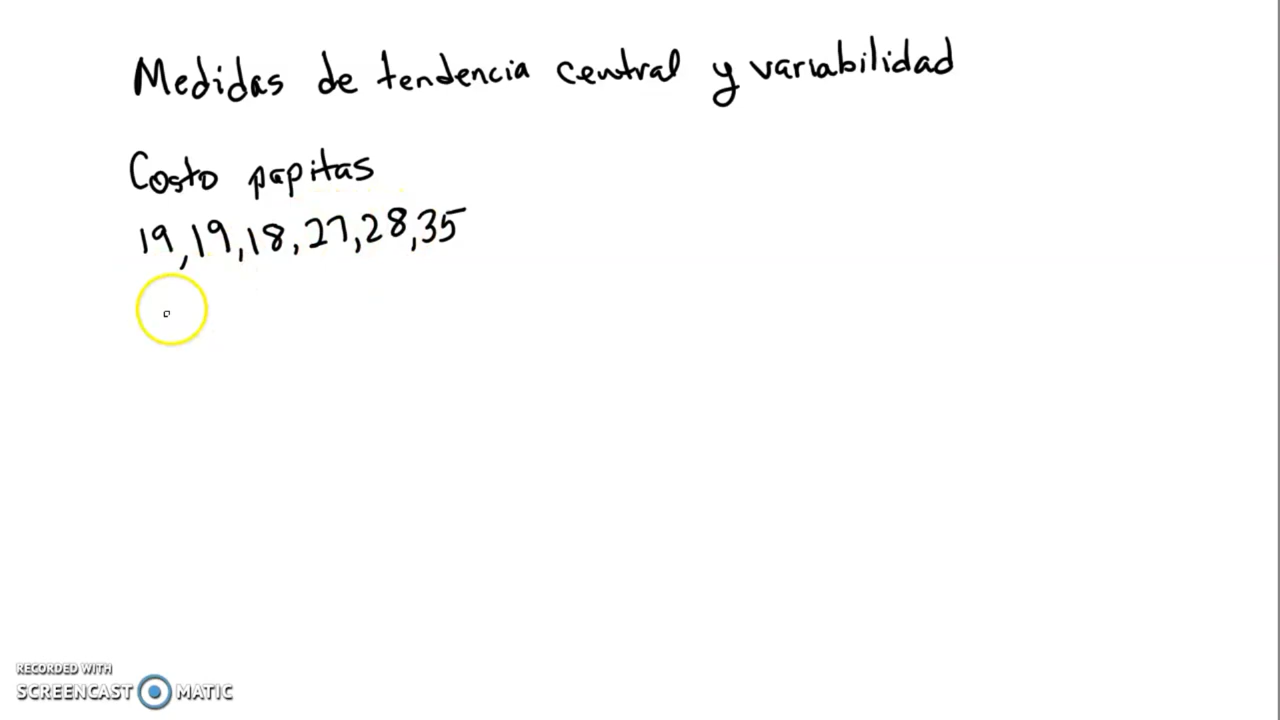 Medidas de tendencia central y variabilidad
Costo papitas
19, 19, 18, 27, 28, 35
RECORDED WITH
SCREENCAST MATIC